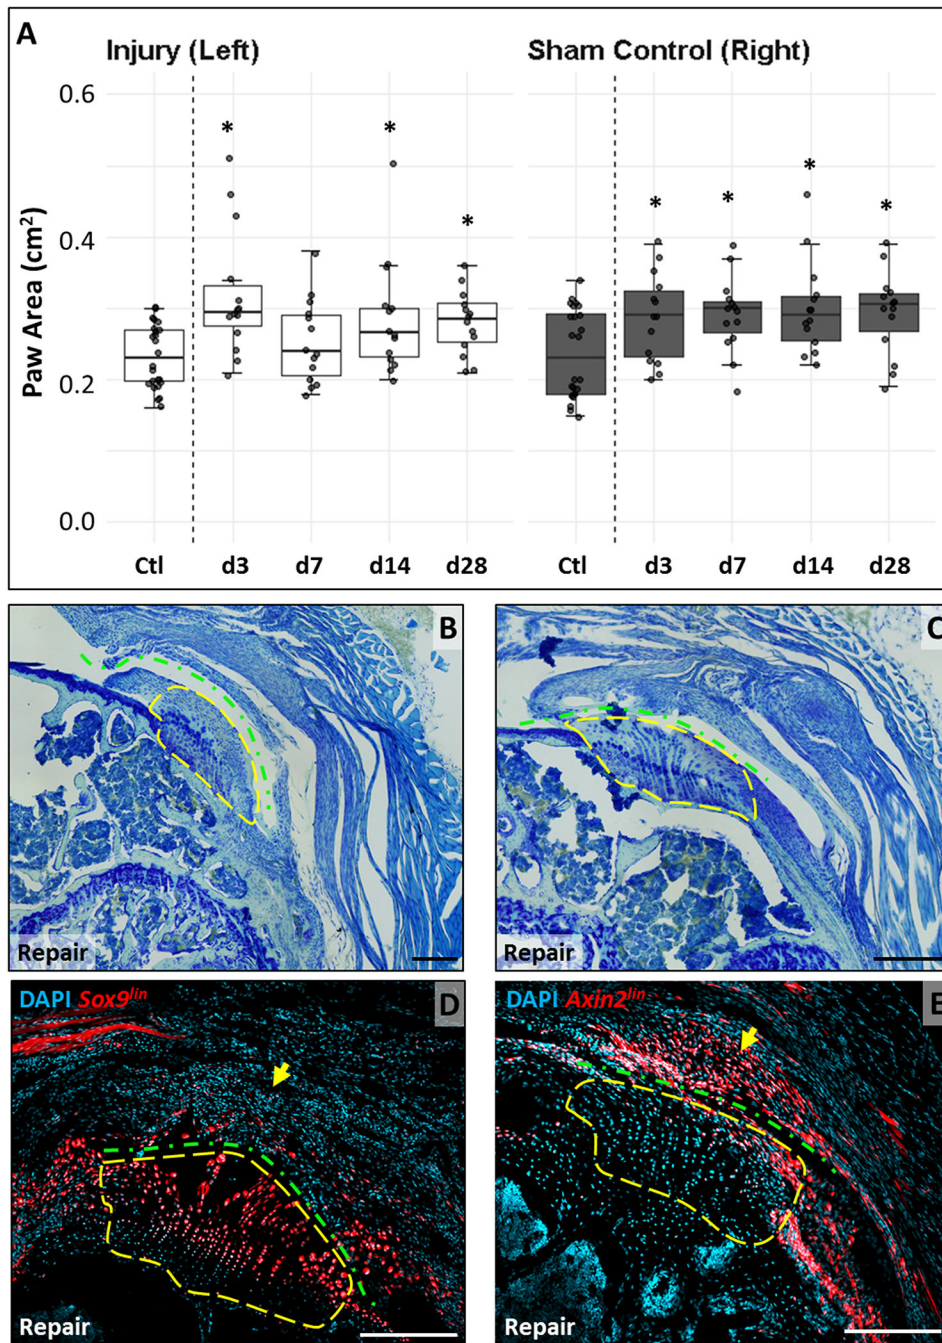 A
Injury (Left)
Sham Control (Right)
Paw Area (cm²)
0.6
0.4
0.2
0.0
* * *
* * * *
Ctl d3 d7 d14 d28
Ctl d3 d7 d14 d28
B
Repair
C
Repair
DAPI Sox9lin
D
Repair
DAPI Axin2lin
E
Repair